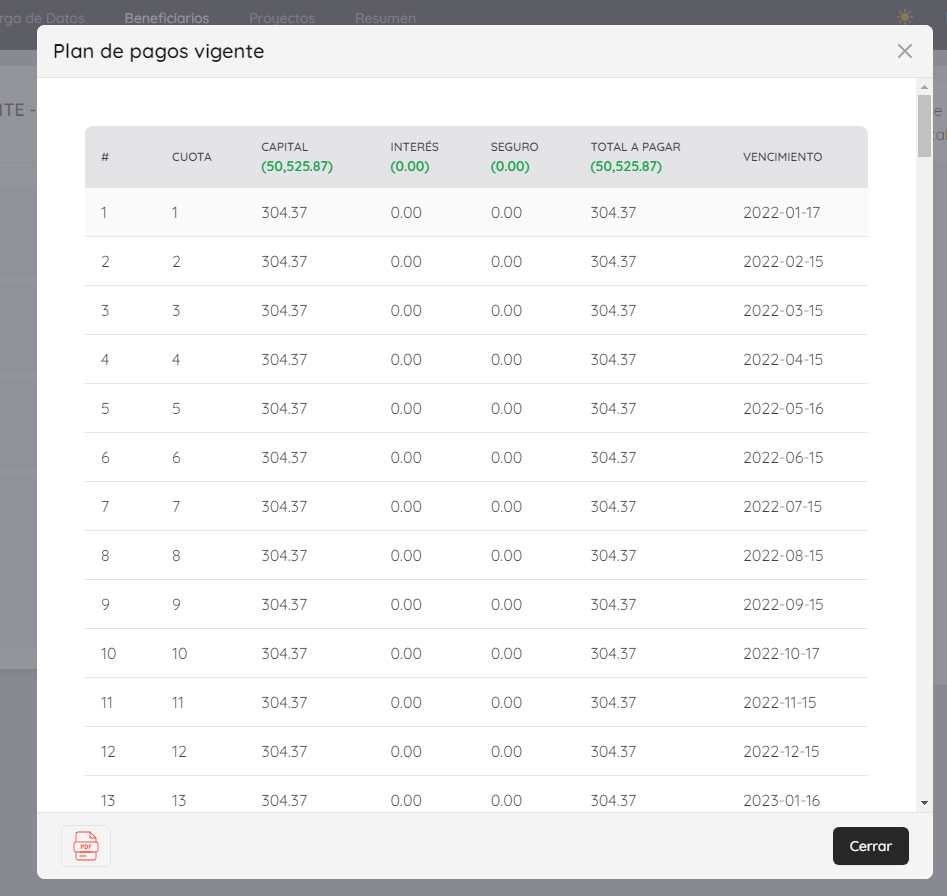 rga de Datos Beneficiarios Proyectos Resumen
Plan de pagos vigente
NTE -
# CUOTA CAPITAL (50,525.87) INTERÉS (0.00) SEGURO (0.00) TOTAL A PAGAR (50,525.87) VENCIMIENTO
1 1 304.37 0.00 0.00 304.37 2022-01-17
2 2 304.37 0.00 0.00 304.37 2022-02-15
3 3 304.37 0.00 0.00 304.37 2022-03-15
4 4 304.37 0.00 0.00 304.37 2022-04-15
5 5 304.37 0.00 0.00 304.37 2022-05-16
6 6 304.37 0.00 0.00 304.37 2022-06-15
7 7 304.37 0.00 0.00 304.37 2022-07-15
8 8 304.37 0.00 0.00 304.37 2022-08-15
9 9 304.37 0.00 0.00 304.37 2022-09-15
10 10 304.37 0.00 0.00 304.37 2022-10-17
11 11 304.37 0.00 0.00 304.37 2022-11-15
12 12 304.37 0.00 0.00 304.37 2022-12-15
13 13 304.37 0.00 0.00 304.37 2023-01-16
PDF
Cerrar